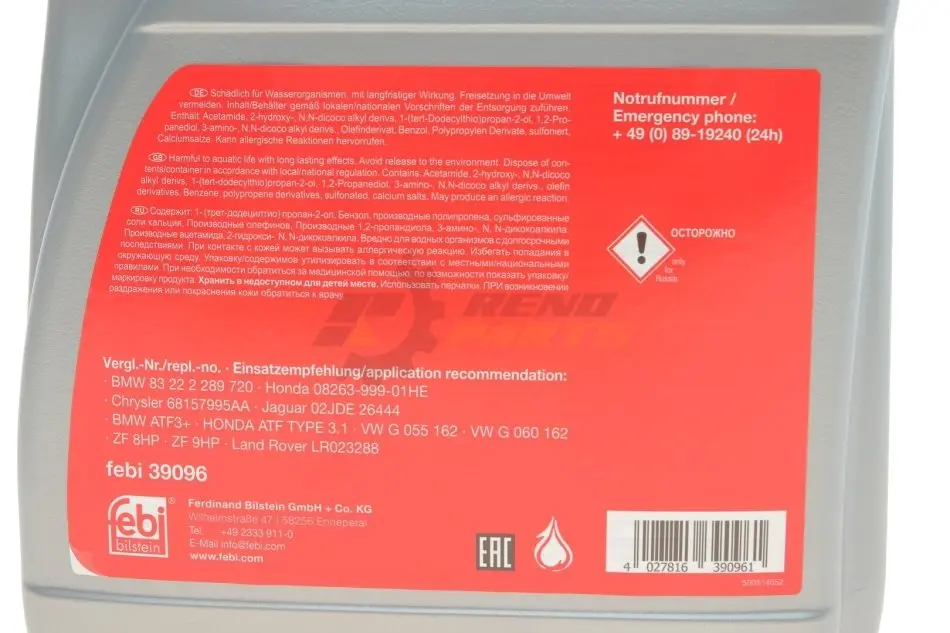 DE Schädlich für Wasserorganismen, mit langfristiger Wirkung. Freisetzung in die Umwelt
vermeiden. Inhalt/Behälter gemäß lokalen/nationalen Vorschriften der Entsorgung zuführen.
Enthält Acetamide, 2-hydroxy-, N,N-dicoco alkyl derivs., 1-(tert-Dodecylthio)propan-2-ol, 1,2-Pro-
panediol, 3-amino-, N,N-dicoco alkyl derivs., Olefinderivat, Benzol, Polypropylen Derivate, sulfoniert,
Calciumsalze. Kann allergische Reaktionen hervorrufen.
GB Harmful to aquatic life with long lasting effects. Avoid release to the environment. Dispose of con-
tents/container in accordance with local/national regulation. Contains: Acetamide, 2-hydroxy-, N,N-dicoco
alkyl derivs, 1-(tert-dodecylthio)propan-2-ol, 1,2-Propanediol, 3-amino-, N,N-dicoco alkyl derivs., olefin
derivatives, Benzene, polypropene derivatives, sulfonated, calcium salts. May produce an allergic reaction.
RU Содержит: 1-(трет-додецилтио)-пропан-2-ол. Бензол, производные полипропена, сульфированные
соли кальция. Производные олефинов. Производные 1,2-пропандиола, 3-амино-, N, N-дикокоалкила.
Производные ацетамида, 2-гидрокси-, N, N-дикокоалкила. Вредно для водных организмов с долгосрочными
последствиями. При контакте с кожей может вызывать аллергическую реакцию. Избегать попадания в
окружающую среду. Упаковку/содержимое утилизировать в соответствии с местными/национальными
правилами. При необходимости обратиться за медицинской помощью, по возможности показать упаковку/
маркировку продукта. Хранить в недоступном для детей месте. Использовать перчатки. ПРИ возникновении
раздражения или покраснения кожи обратиться к врачу.
Notrufnummer /
Emergency phone:
+ 49 (0) 89-19240 (24h)
ОСТОРОЖНО
only
for
Russia
RENO
PARTS
Vergl.-Nr./repl.-no. · Einsatzempfehlung/application recommendation:
· BMW 83 22 2 289 720 · Honda 08263-999-01HE
· Chrysler 68157995AA · Jaguar 02JDE 26444
· BMW ATF3+ · HONDA ATF TYPE 3.1 · VW G 055 162 · VW G 060 162
· ZF 8HP · ZF 9HP · Land Rover LR023288
febi 39096
febi
bilstein
®
Ferdinand Bilstein GmbH + Co. KG
Wilhelmstraße 47 | 58256 Ennepetal
Tel. +49 2333 911-0
E-Mail info@febi.com
www.febi.com
EAC
4 027816 390961